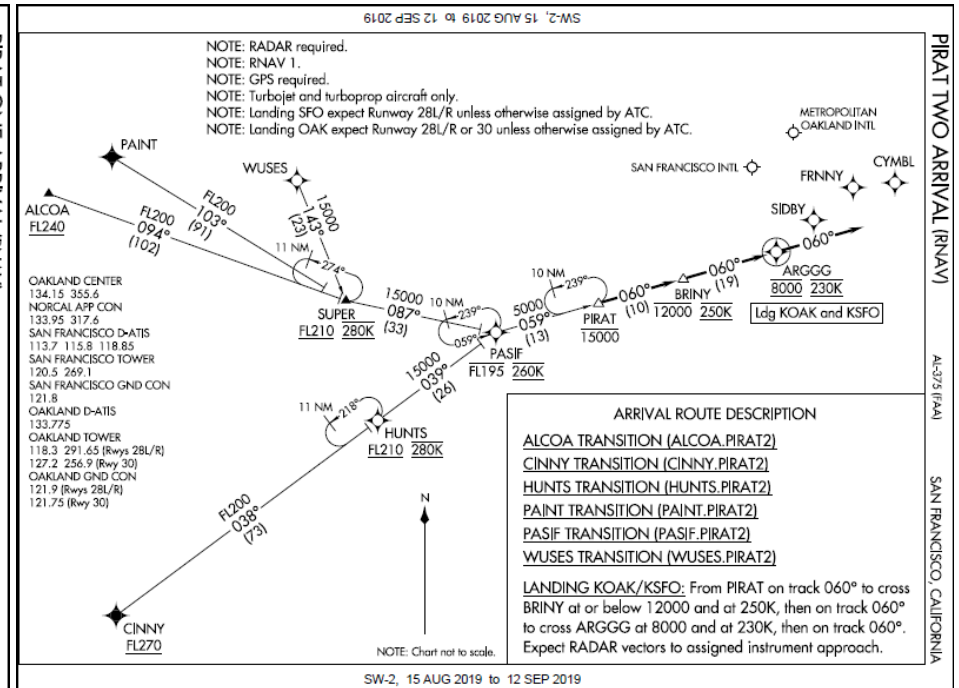 SW-2, 15 AUG 2019 to 12 SEP 2019
PIRAT TWO ARRIVAL (RNAV)
AL-375 (FAA)
SAN FRANCISCO, CALIFORNIA
NOTE: RADAR required.
NOTE: RNAV 1.
NOTE: GPS required.
NOTE: Turbojet and turboprop aircraft only.
NOTE: Landing SFO expect Runway 28L/R unless otherwise assigned by ATC.
NOTE: Landing OAK expect Runway 28L/R or 30 unless otherwise assigned by ATC.
METROPOLITAN
OAKLAND INTL
SAN FRANCISCO INTL
CYMBL
FRNNY
SIDBY
060°
ARGGG
8000 230K
Ldg KOAK and KSFO
060°
(19)
BRINY
12000 250K
060°
(10)
PIRAT
15000
10 NM
239°
5000
059°
(13)
PASIF
FL195 260K
10 NM
239°
059°
15000
087°
(33)
SUPER
FL210 280K
11 NM
274°
WUSES
15000
143°
(23)
PAINT
FL200
103°
(91)
ALCOA
FL240
FL200
094°
(102)
15000
039°
(26)
11 NM
218°
HUNTS
FL210 280K
FL200
038°
(73)
CINNY
FL270
OAKLAND CENTER
134.15 355.6
NORCAL APP CON
133.95 317.6
SAN FRANCISCO D-ATIS
113.7 115.8 118.85
SAN FRANCISCO TOWER
120.5 269.1
SAN FRANCISCO GND CON
121.8
OAKLAND D-ATIS
133.775
OAKLAND TOWER
118.3 291.65 (Rwys 28L/R)
127.2 256.9 (Rwy 30)
OAKLAND GND CON
121.9 (Rwys 28L/R)
121.75 (Rwy 30)
N
NOTE: Chart not to scale.
ARRIVAL ROUTE DESCRIPTION
ALCOA TRANSITION (ALCOA.PIRAT2)
CINNY TRANSITION (CINNY.PIRAT2)
HUNTS TRANSITION (HUNTS.PIRAT2)
PAINT TRANSITION (PAINT.PIRAT2)
PASIF TRANSITION (PASIF.PIRAT2)
WUSES TRANSITION (WUSES.PIRAT2)
LANDING KOAK/KSFO: From PIRAT on track 060° to cross
BRINY at or below 12000 and at 250K, then on track 060°
to cross ARGGG at 8000 and at 230K, then on track 060°.
Expect RADAR vectors to assigned instrument approach.
SW-2, 15 AUG 2019 to 12 SEP 2019